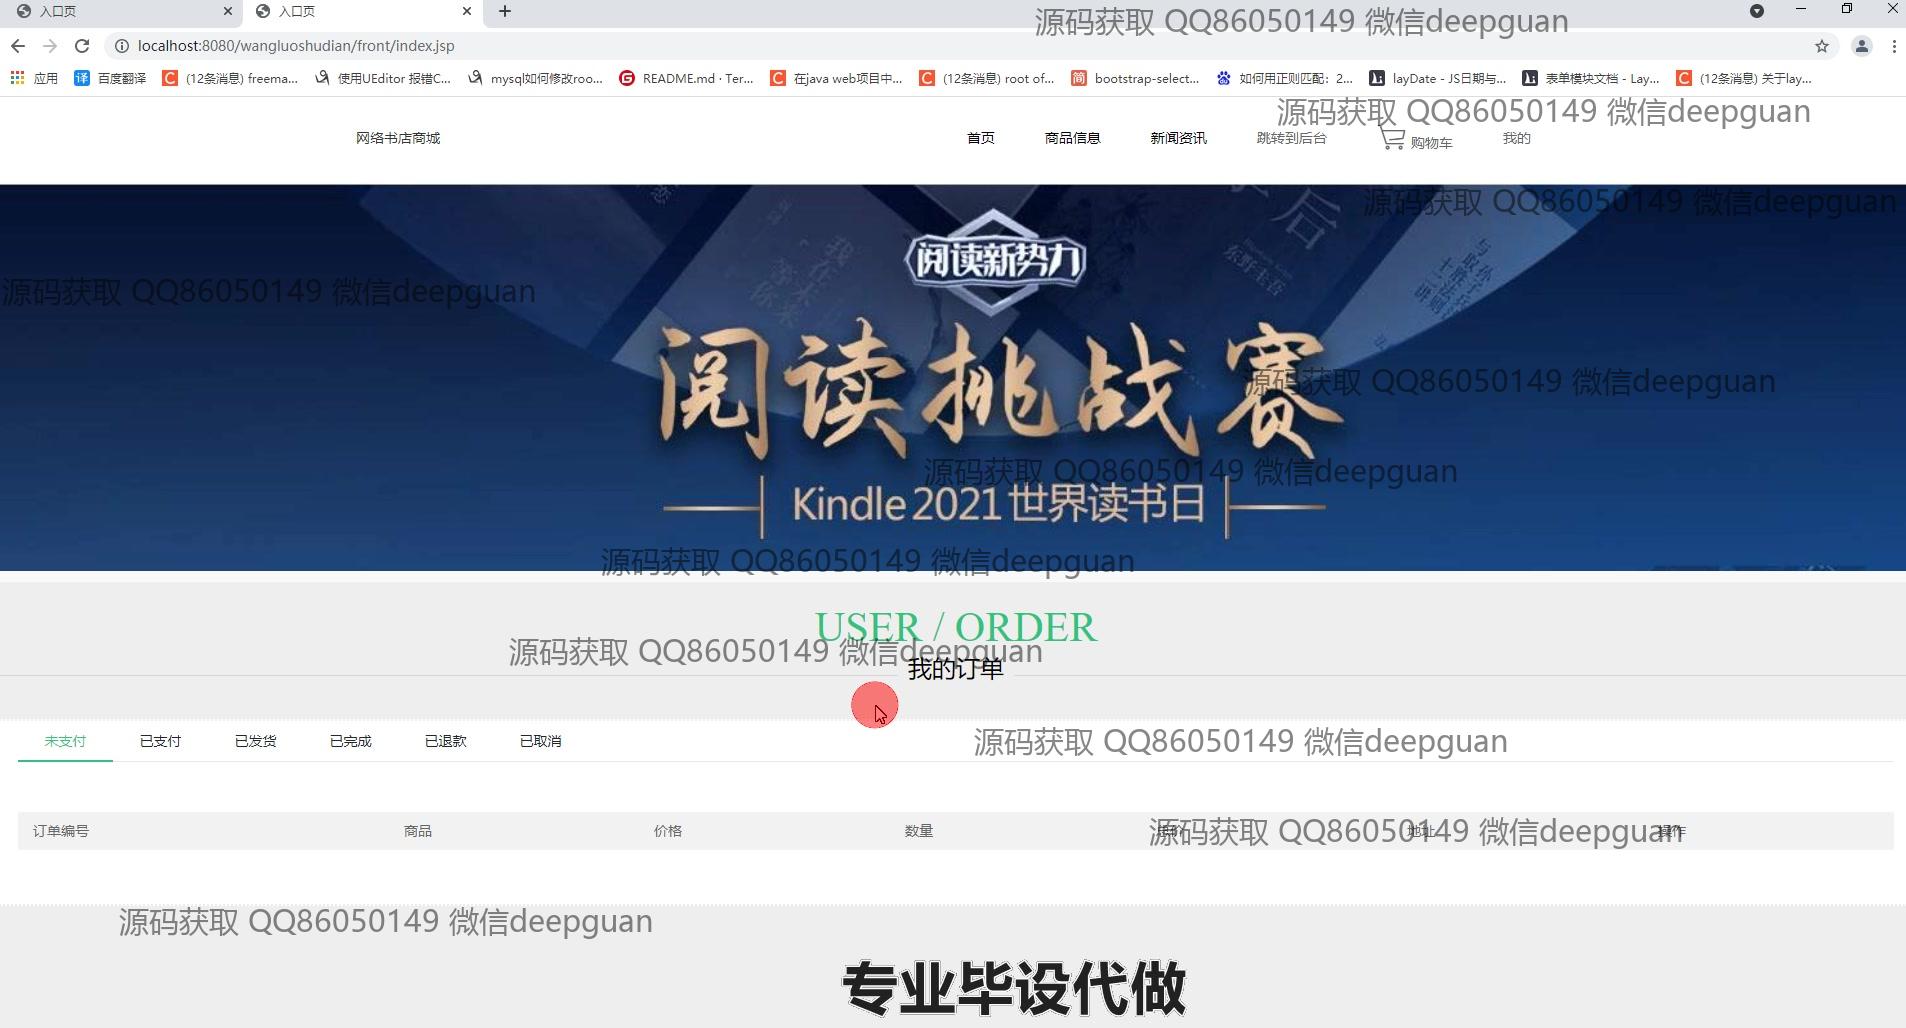 入口页
入口页
源码获取 QQ86050149 微信deepguan
localhost:8080/wangluoshudian/front/index.jsp
应用
百度翻译
(12条消息) freema...
使用UEditor 报错C...
mysql如何修改roo...
README.md · Ter...
在java web项目中...
(12条消息) root of...
bootstrap-select...
如何用正则匹配：2...
layDate - JS日期与...
表单模块文档 - Lay...
(12条消息) 关于lay...
源码获取 QQ86050149 微信deepguan
网络书店商城
首页
商品信息
新闻资讯
跳转到后台
购物车
我的
源码获取 QQ86050149 微信deepguan
阅读新势力
源码获取 QQ86050149 微信deepguan
阅读挑战赛
源码获取 QQ86050149 微信deepguan
源码获取 QQ86050149 微信deepguan
Kindle 2021 世界读书日
源码获取 QQ86050149 微信deepguan
USER / ORDER
源码获取 QQ86050149 微信deepguan
我的订单
未支付
已支付
已发货
已完成
已退款
已取消
源码获取 QQ86050149 微信deepguan
订单编号
商品
价格
数量
地址
操作
源码获取 QQ86050149 微信deepguan
源码获取 QQ86050149 微信deepguan
专业毕设代做